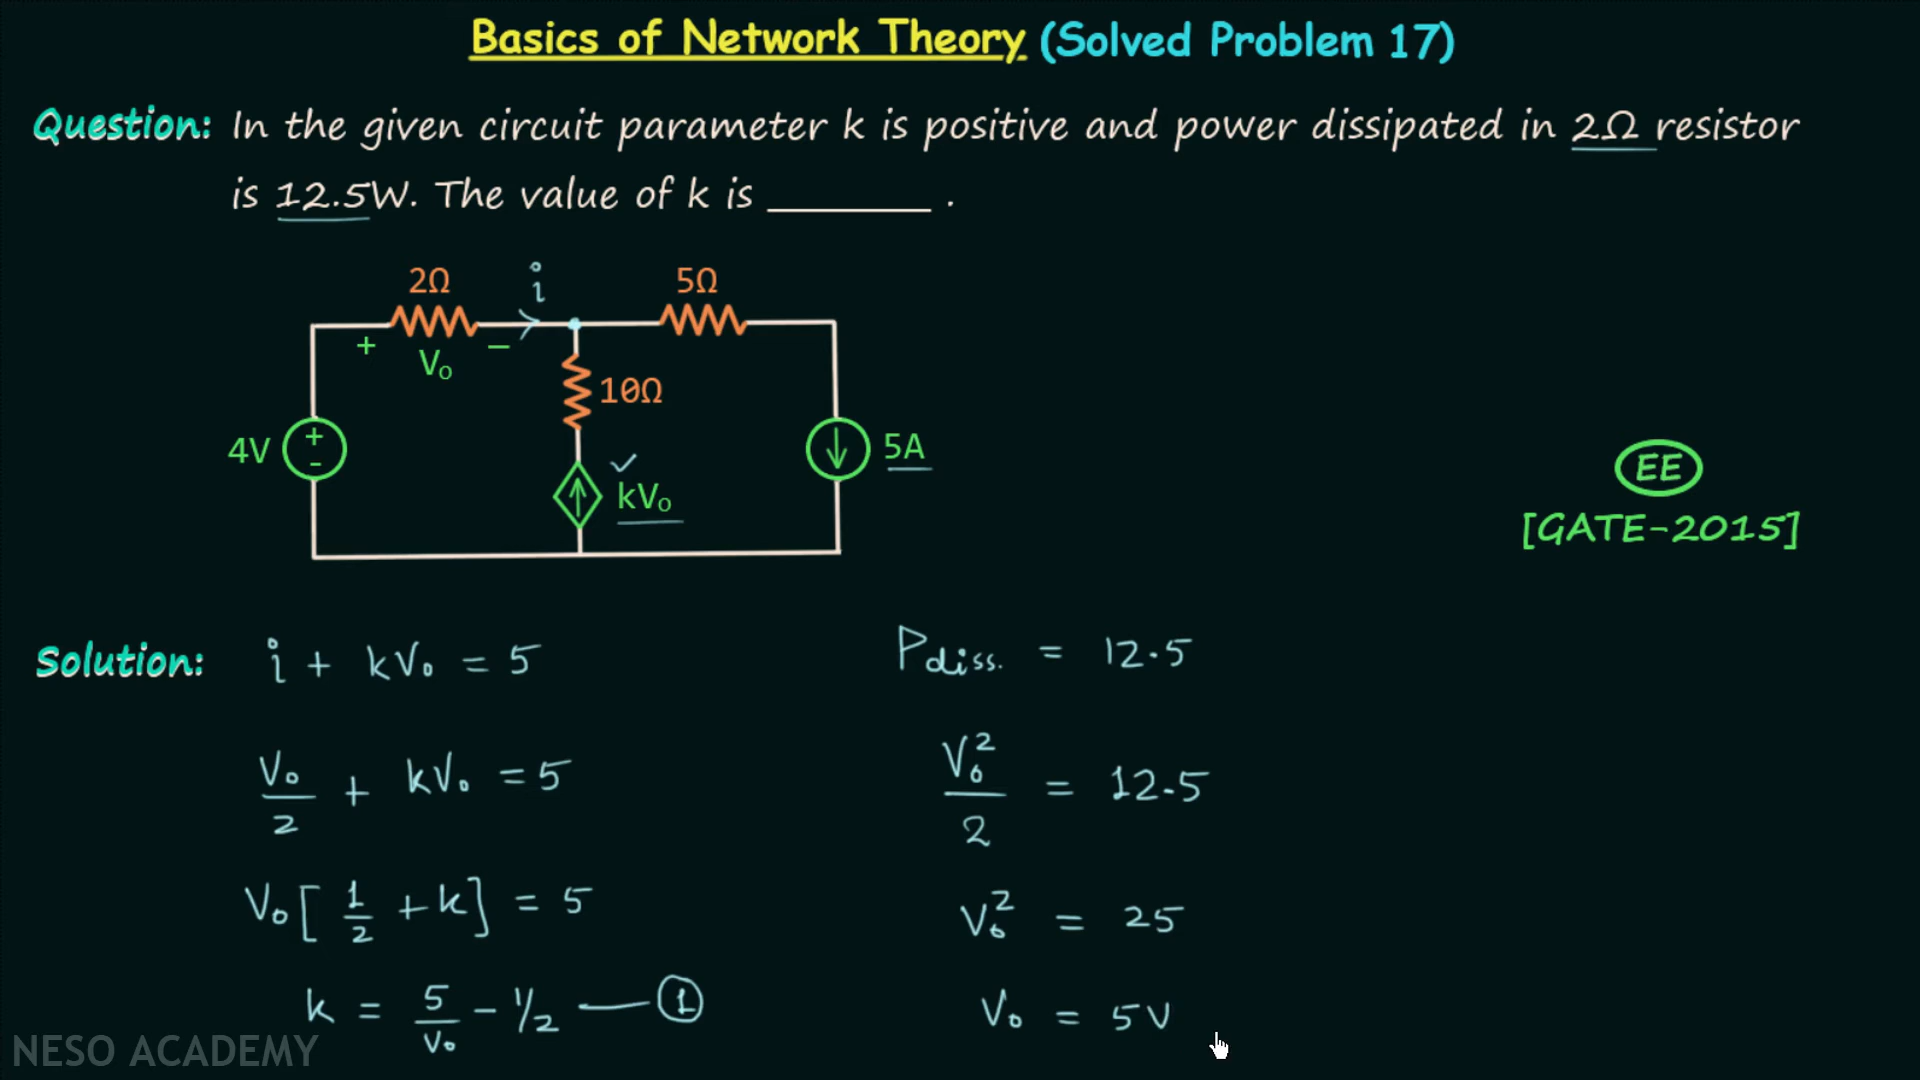 Basics of Network Theory (Solved Problem 17)
Question: In the given circuit parameter k is positive and power dissipated in 2Ω resistor
is 12.5W. The value of k is ________ .
2Ω
i
5Ω
+ V₀ −
10Ω
4V
+
-
5A
kV₀
EE
[GATE-2015]
Solution:
i + kV₀ = 5
V₀/2 + kV₀ = 5
V₀[1/2 + k] = 5
k = 5/V₀ - 1/2 — ①
Pdiss. = 12.5
V₀²/2 = 12.5
V₀² = 25
V₀ = 5V
NESO ACADEMY